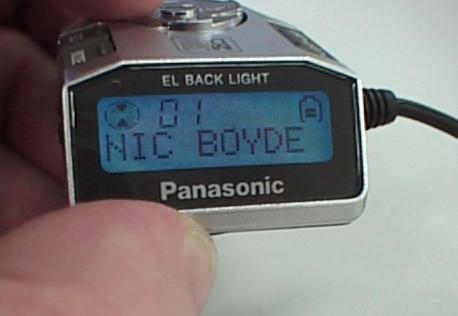 EL BACK LIGHT
01
NIC BOYDE
Panasonic